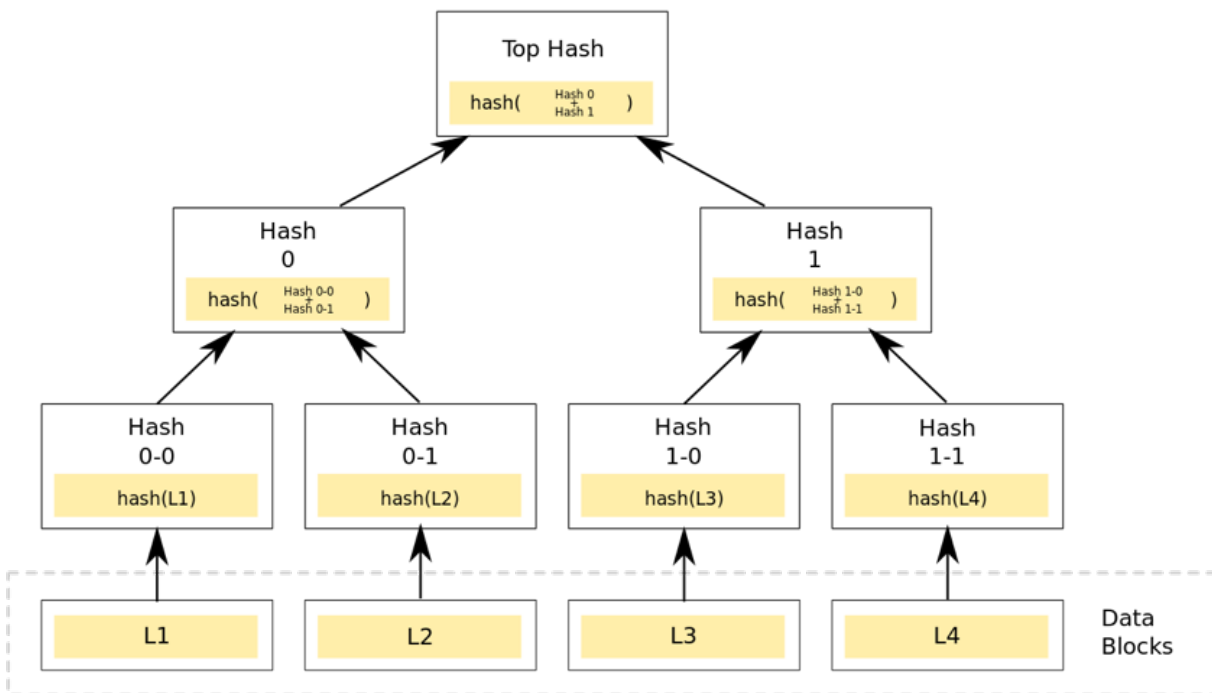 Top Hash
hash( Hash 0 + Hash 1 )
Hash
0
hash( Hash 0-0 + Hash 0-1 )
Hash
1
hash( Hash 1-0 + Hash 1-1 )
Hash
0-0
hash(L1)
Hash
0-1
hash(L2)
Hash
1-0
hash(L3)
Hash
1-1
hash(L4)
L1
L2
L3
L4
Data
Blocks